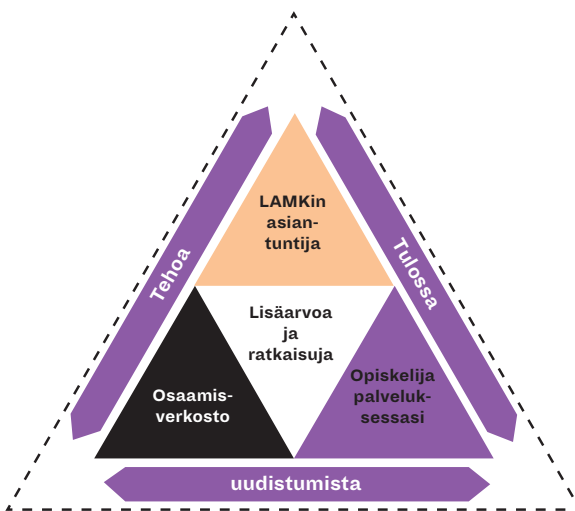 LAMKin
asian-
tuntija
Tehoa
Tulossa
Lisäarvoa
ja
ratkaisuja
Osaamis-
verkosto
Opiskelija
palveluk-
sessasi
uudistumista